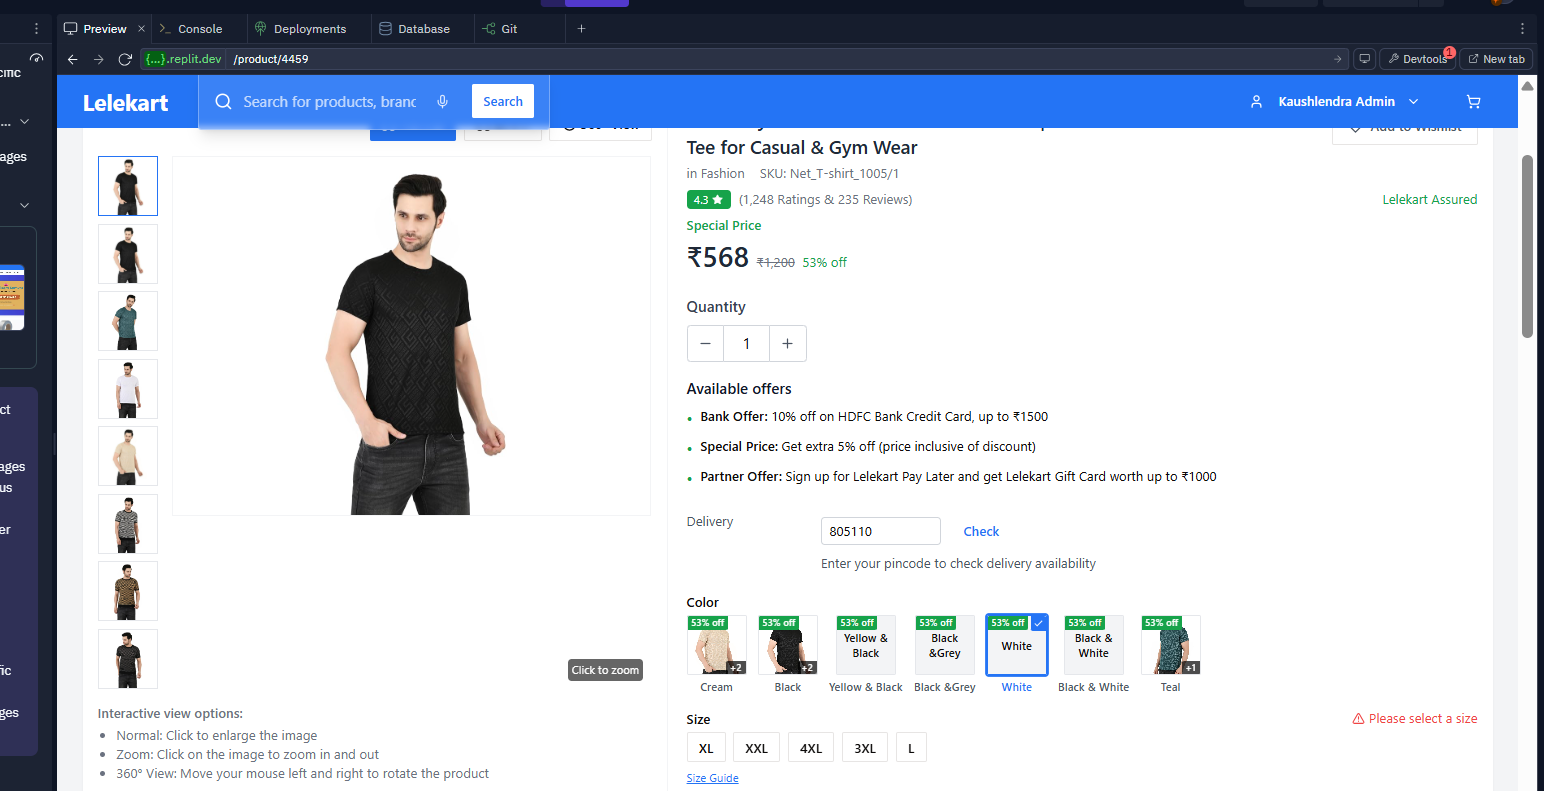 Preview
Console
Deployments
Database
Git
{...}.replit.dev /product/4459
Devtools 1
New tab
Lelekart
Search for products, branc
Search
Kaushlendra Admin
Add to Wishlist
Tee for Casual & Gym Wear
in Fashion SKU: Net_T-shirt_1005/1
4.3 ★ (1,248 Ratings & 235 Reviews)
Lelekart Assured
Special Price
₹568 ₹1,200 53% off
Quantity
− 1 +
Available offers
• Bank Offer: 10% off on HDFC Bank Credit Card, up to ₹1500
• Special Price: Get extra 5% off (price inclusive of discount)
• Partner Offer: Sign up for Lelekart Pay Later and get Lelekart Gift Card worth up to ₹1000
Delivery
805110
Check
Enter your pincode to check delivery availability
Color
53% off +2
Cream
53% off +2
Black
53% off Yellow & Black
Yellow & Black
53% off Black &Grey
Black &Grey
53% off White
White
53% off Black & White
Black & White
53% off +1
Teal
Size
Please select a size
XL XXL 4XL 3XL L
Size Guide
Click to zoom
Interactive view options:
• Normal: Click to enlarge the image
• Zoom: Click on the image to zoom in and out
• 360° View: Move your mouse left and right to rotate the product
ages
ct
ages
us
er
fic
ges